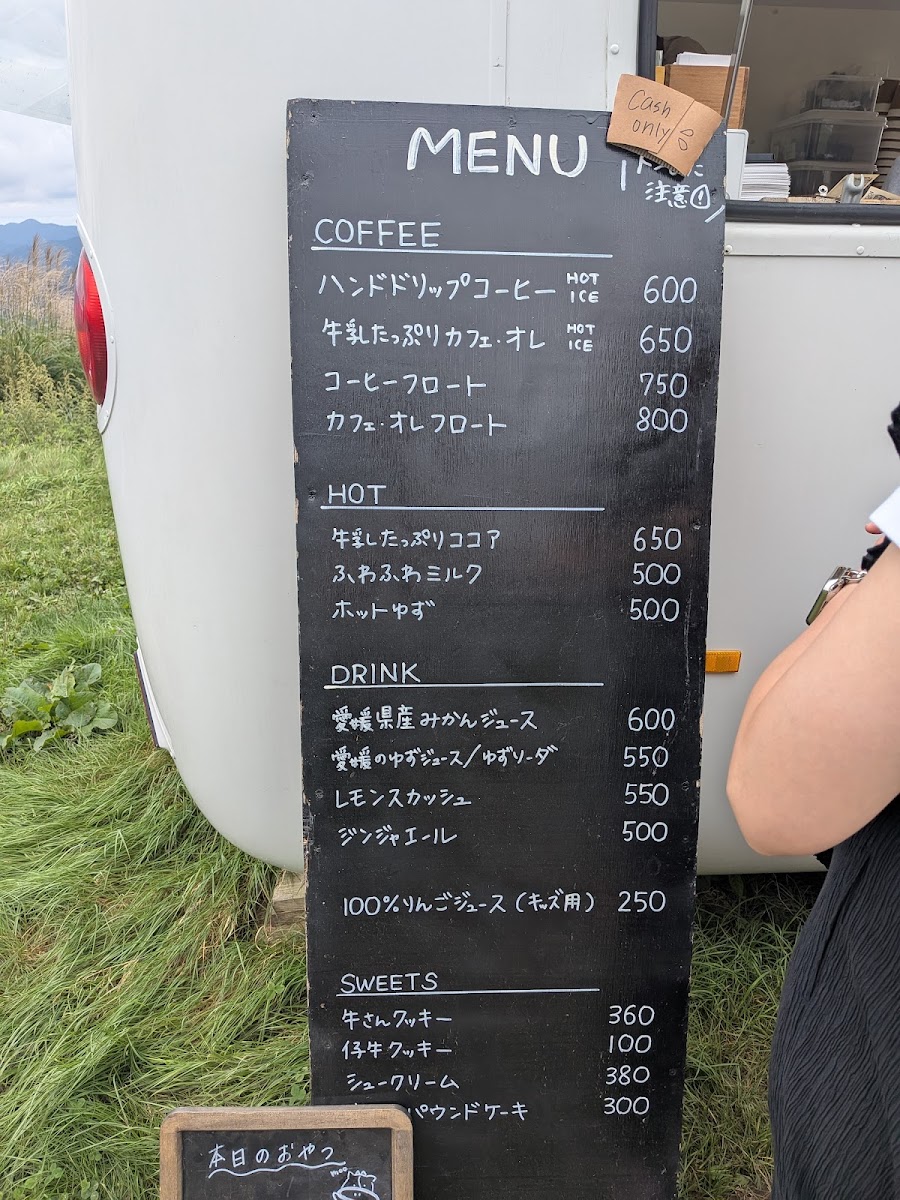 Cash
only
MENU
注意!
COFFEE
ハンドドリップコーヒー HOT ICE 600
牛乳たっぷりカフェ・オレ HOT ICE 650
コーヒーフロート 750
カフェ・オレフロート 800
HOT
牛乳たっぷりココア 650
ふわふわミルク 500
ホットゆず 500
DRINK
愛媛県産みかんジュース 600
愛媛のゆずジュース/ゆずソーダ 550
レモンスカッシュ 550
ジンジャエール 500
100%りんごジュース(キッズ用) 250
SWEETS
牛さんクッキー 360
仔牛クッキー 100
シュークリーム 380
パウンドケーキ 300
本日のおやつ
moo